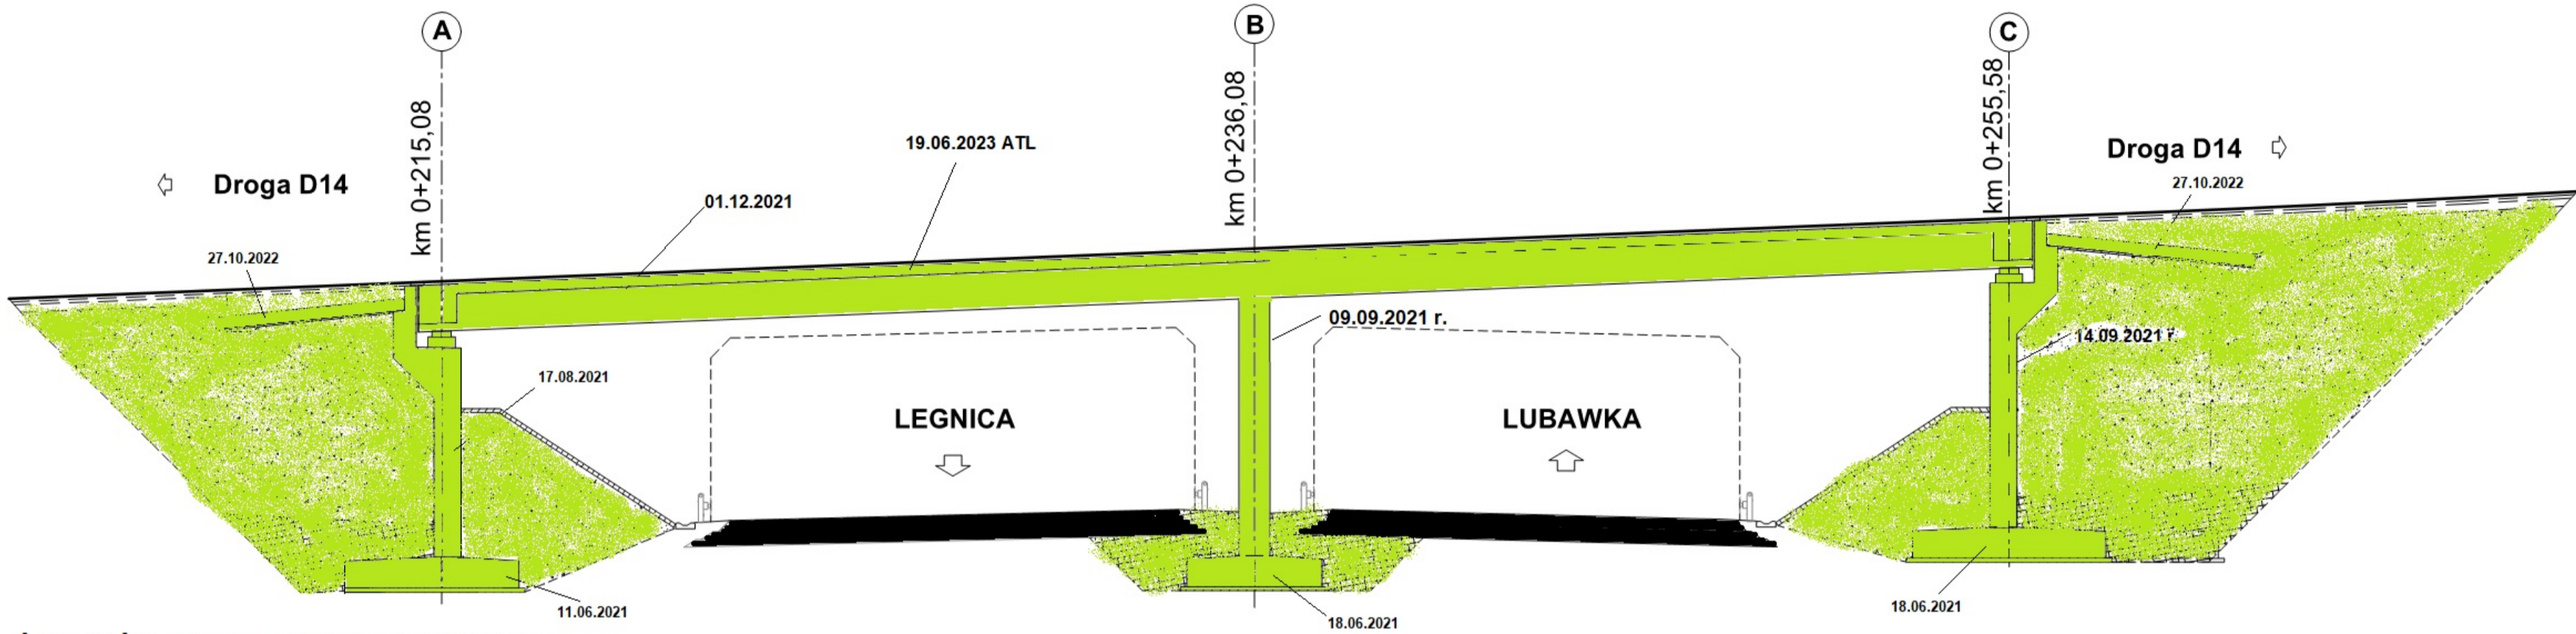 A
B
C
km 0+215,08
km 0+236,08
km 0+255,58
19.06.2023 ATL
Droga D14
Droga D14
27.10.2022
01.12.2021
27.10.2022
09.09.2021 r.
14.09.2021 r.
17.08.2021
LEGNICA
LUBAWKA
11.06.2021
18.06.2021
18.06.2021